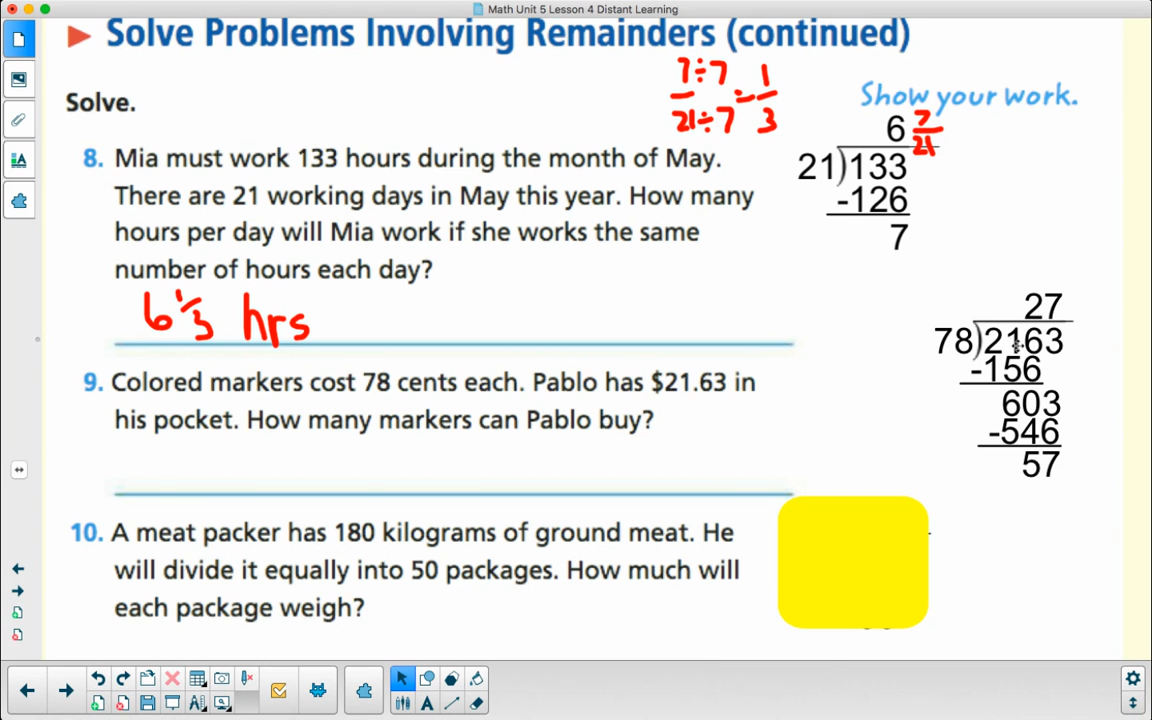 Math Unit 5 Lesson 4 Distant Learning
Solve Problems Involving Remainders (continued)
7÷7 = 1
21÷7 3
Solve.
Show your work.
8. Mia must work 133 hours during the month of May.
There are 21 working days in May this year. How many
hours per day will Mia work if she works the same
number of hours each day?
6 1/3 hrs
6 7/21
21)133
-126
7
9. Colored markers cost 78 cents each. Pablo has $21.63 in
his pocket. How many markers can Pablo buy?
27
78)2163
-156
603
-546
57
10. A meat packer has 180 kilograms of ground meat. He
will divide it equally into 50 packages. How much will
each package weigh?